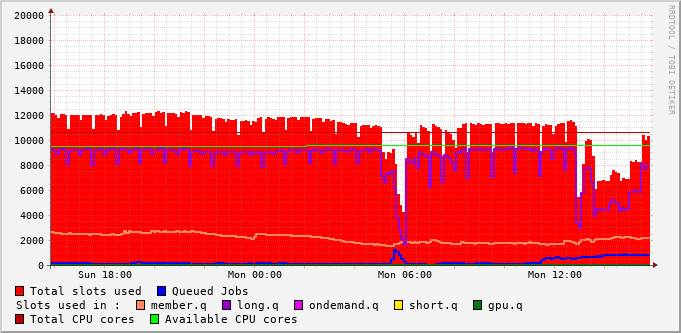 20000
18000
16000
14000
12000
10000
8000
6000
4000
2000
0
Sun 18:00 Mon 00:00 Mon 06:00 Mon 12:00
Total slots used Queued Jobs
Slots used in : member.q long.q ondemand.q short.q gpu.q
Total CPU cores Available CPU cores
RRDTOOL / TOBI OETIKER